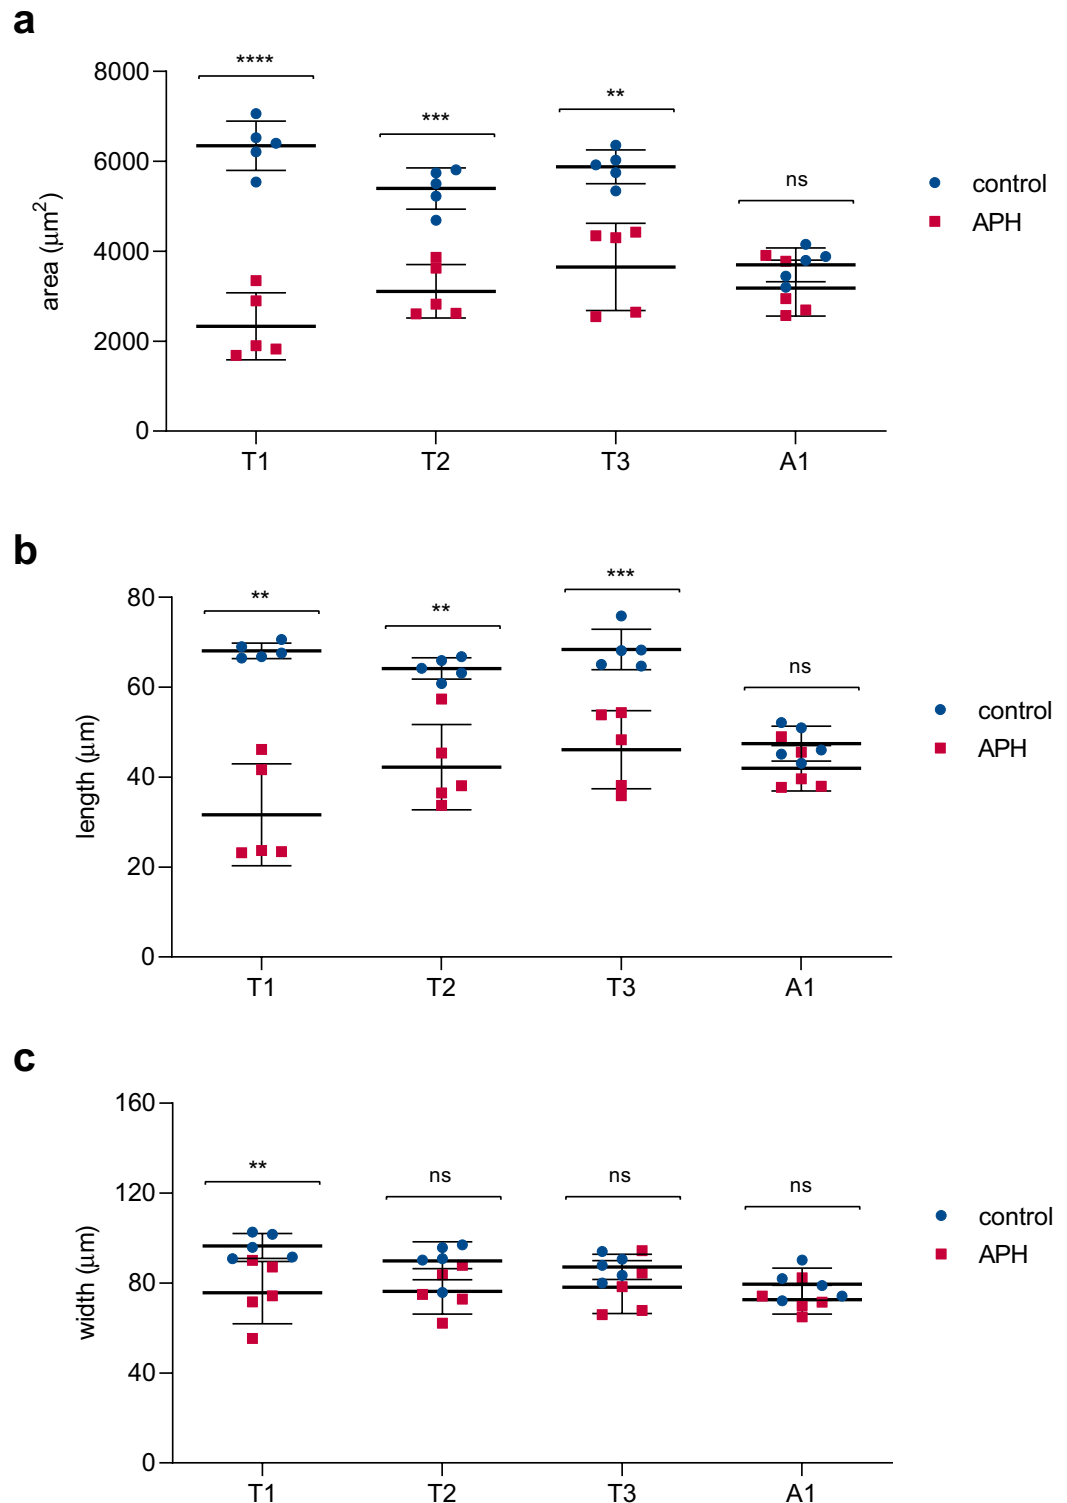 a
8000
6000
4000
2000
0
area (μm²)
****
***
**
ns
T1 T2 T3 A1
control
APH
b
80
60
40
20
0
length (μm)
**
**
***
ns
T1 T2 T3 A1
control
APH
c
160
120
80
40
0
width (μm)
**
ns
ns
ns
T1 T2 T3 A1
control
APH